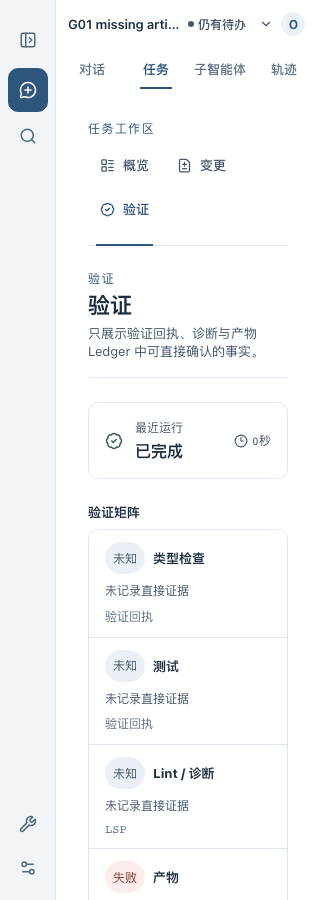 G01 missing arti... 仍有待办 O
对话 任务 子智能体 轨迹
任务工作区
概览 变更
验证
验证
验证
只展示验证回执、诊断与产物
Ledger 中可直接确认的事实。
最近运行
已完成 0秒
验证矩阵
未知 类型检查
未记录直接证据
验证回执
未知 测试
未记录直接证据
验证回执
未知 Lint / 诊断
未记录直接证据
LSP
失败 产物